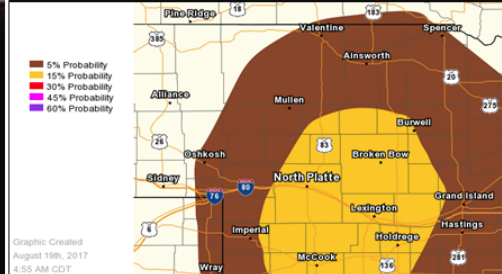 Pine Ridge
18
183
Valentine
Spencer
385
Ainsworth
5% Probability
15% Probability
30% Probability
45% Probability
60% Probability
20
Alliance
Mullen
275
Burwell
26
83
Broken Bow
Oshkosh
Sidney
North Platte
80
76
Grand Island
Lexington
6
Imperial
Hastings
Holdrege
Graphic Created
August 19th, 2017
4:55 AM CDT
McCook
281
Wray
136